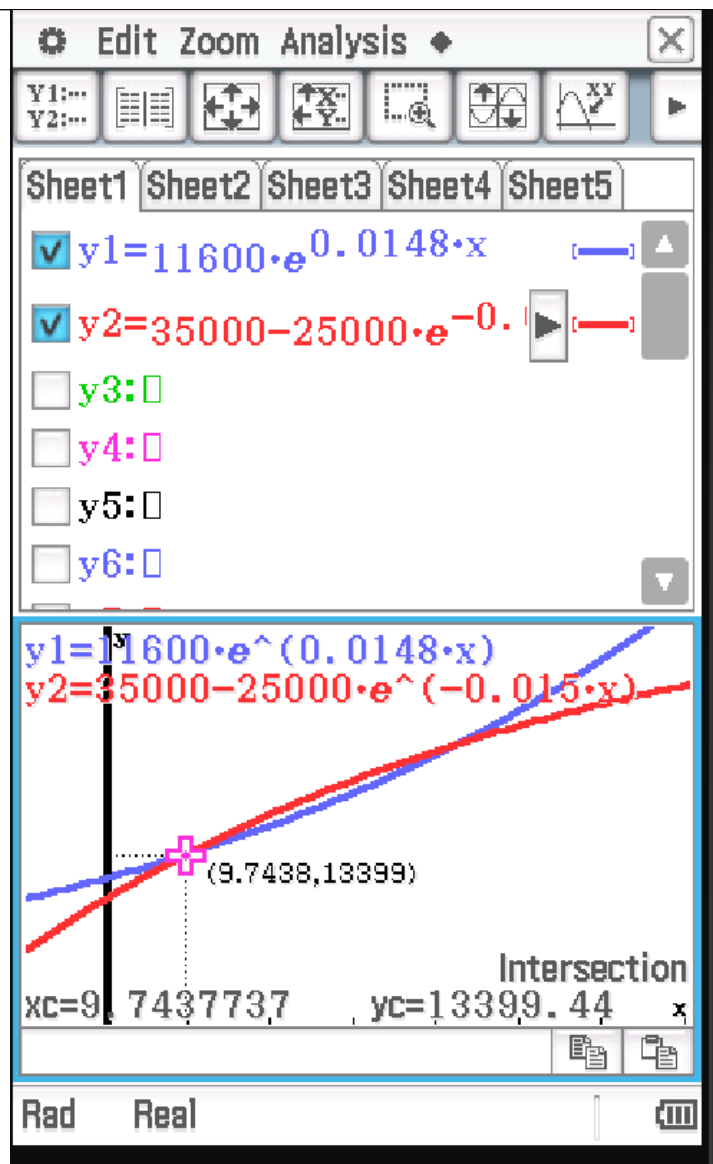 Edit Zoom Analysis
Y1:… Y2:… X… Y… XY
Sheet1 Sheet2 Sheet3 Sheet4 Sheet5
y1=11600·e^0.0148·x
y2=35000-25000·e^-0.
y3:□
y4:□
y5:□
y6:□
y
y1=11600·e^(0.0148·x)
y2=35000-25000·e^(-0.015·x)
(9.7438,13399)
Intersection
xc=9.7437737 yc=13399.44 x
Rad Real